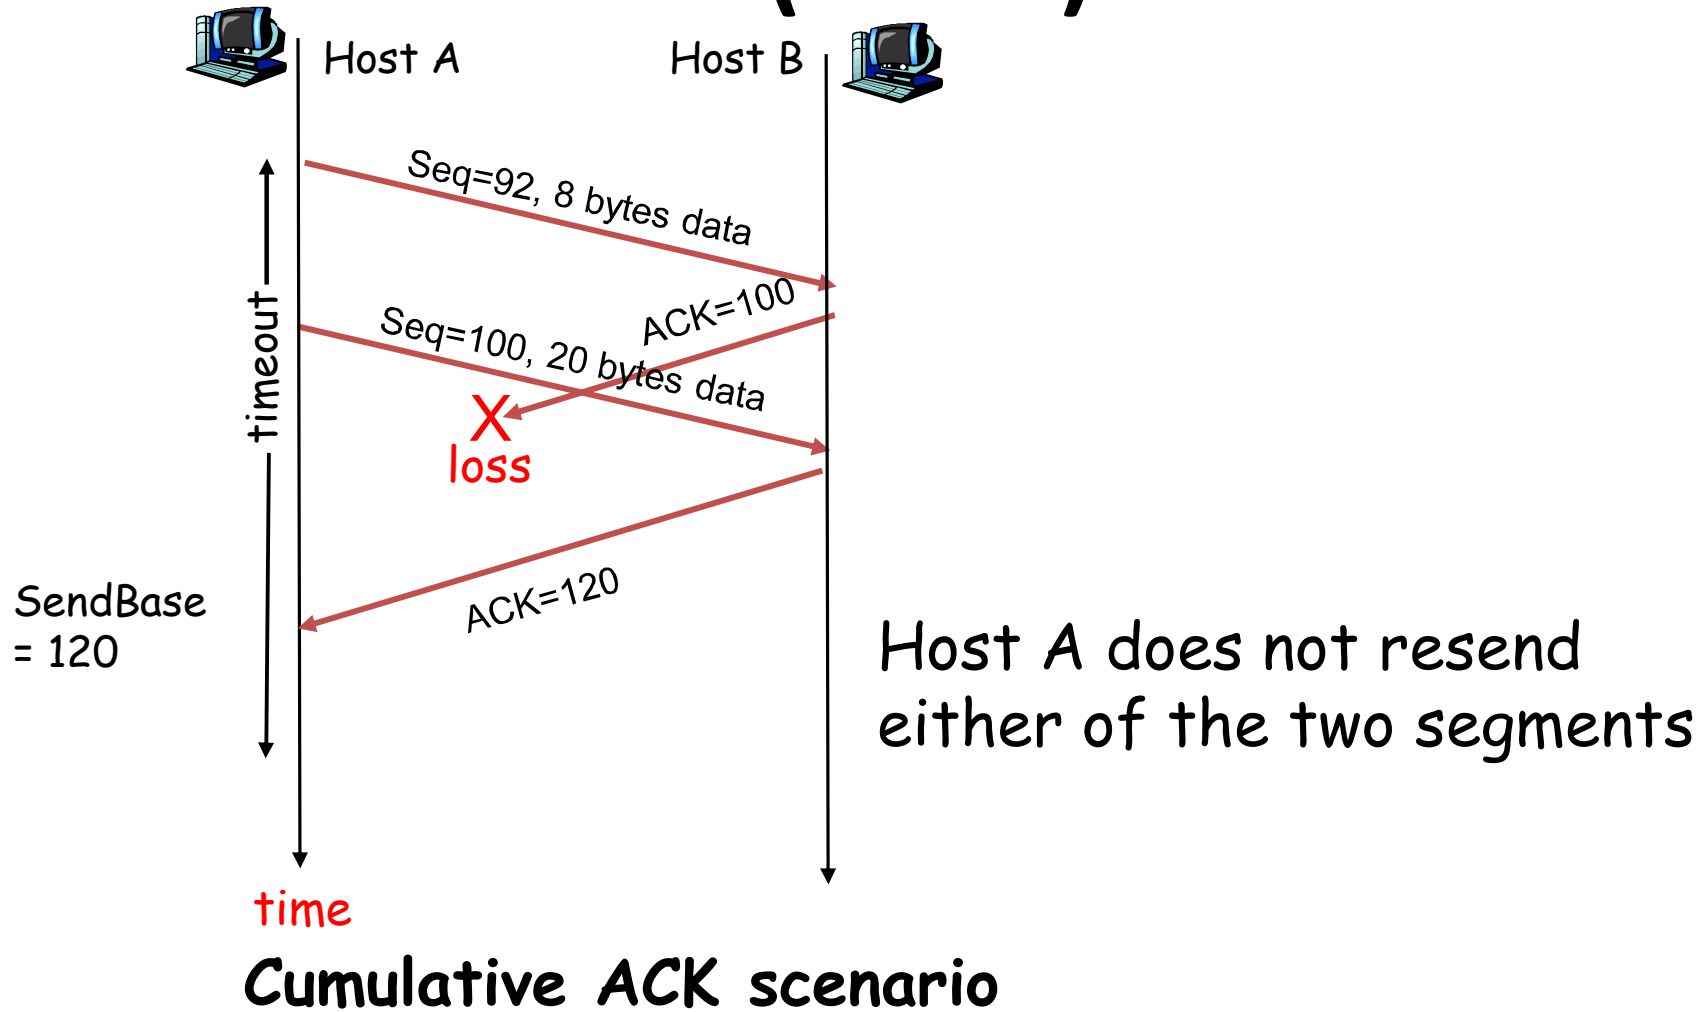 Host A
Host B
Seq=92, 8 bytes data
ACK=100
timeout
Seq=100, 20 bytes data
X
loss
ACK=120
SendBase
= 120
Host A does not resend
either of the two segments
time
Cumulative ACK scenario